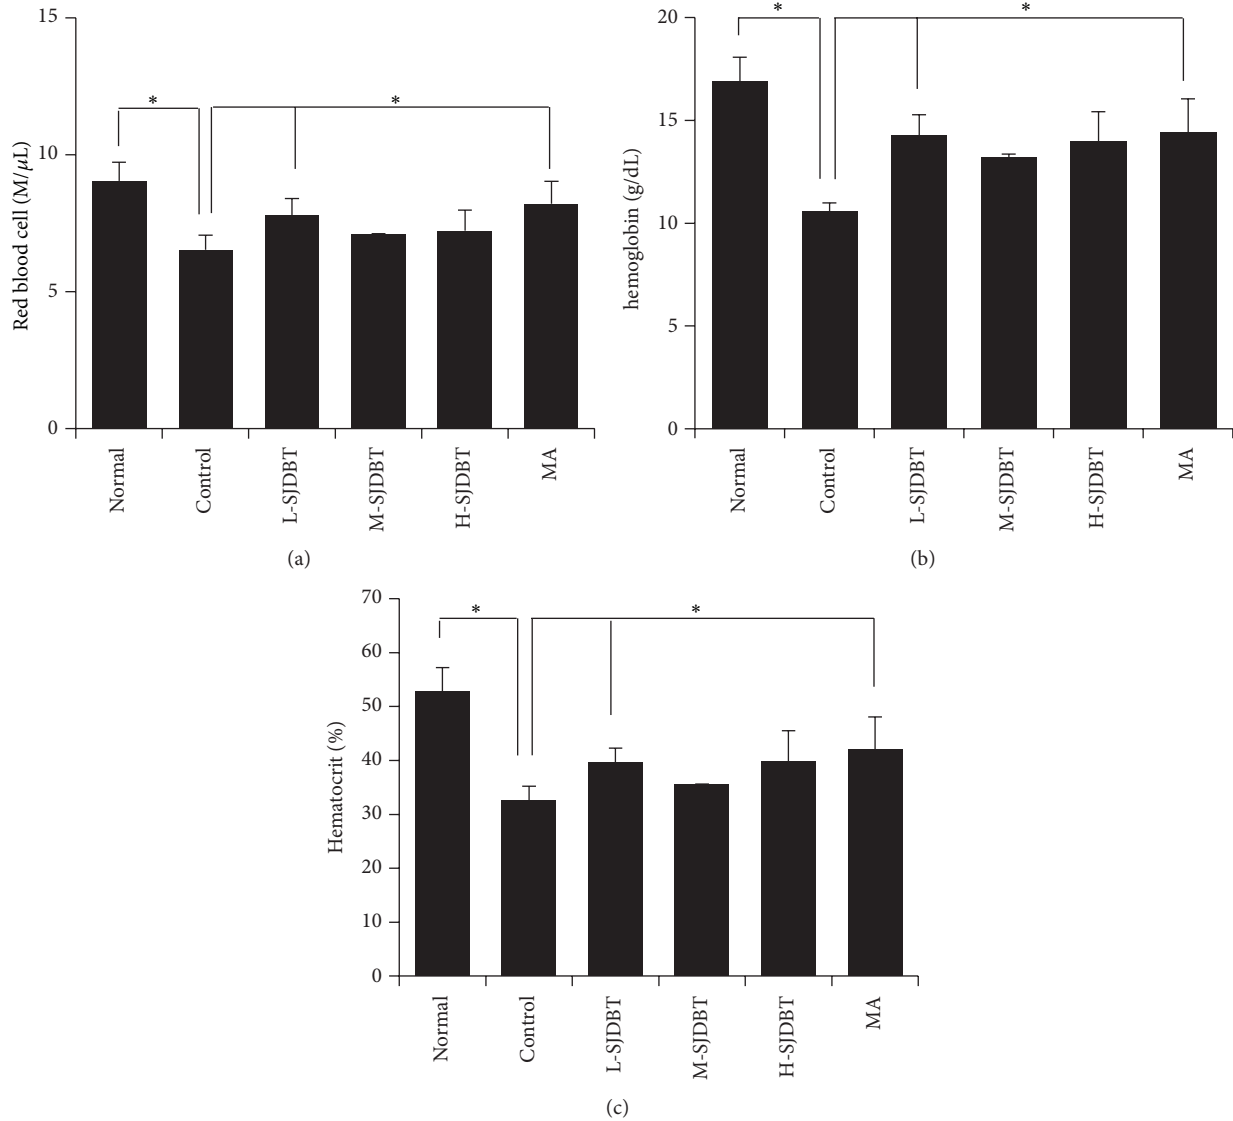 15
10
5
0
Red blood cell (M/μL)
*
*
Normal
Control
L-SJDBT
M-SJDBT
H-SJDBT
MA
(a)
20
15
10
5
0
hemoglobin (g/dL)
*
*
Normal
Control
L-SJDBT
M-SJDBT
H-SJDBT
MA
(b)
70
60
50
40
30
20
10
0
Hematocrit (%)
*
*
Normal
Control
L-SJDBT
M-SJDBT
H-SJDBT
MA
(c)